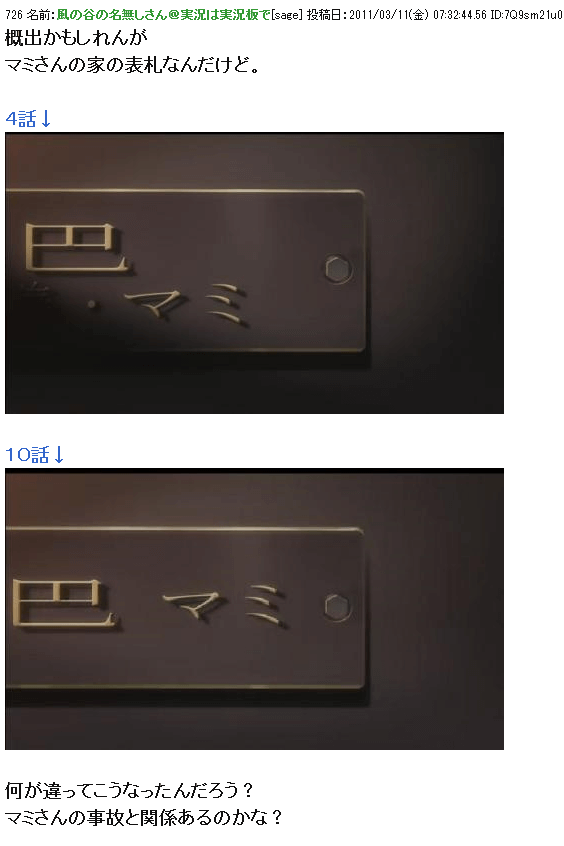 726 名前:風の谷の名無しさん@実況は実況板で[sage] 投稿日:2011/03/11(金) 07:32:44.56 ID:7Q9sm21u0
概出かもしれんが
マミさんの家の表札なんだけど。
4話↓
巴
・マミ
10話↓
巴 マミ
何が違ってこうなったんだろう?
マミさんの事故と関係あるのかな?